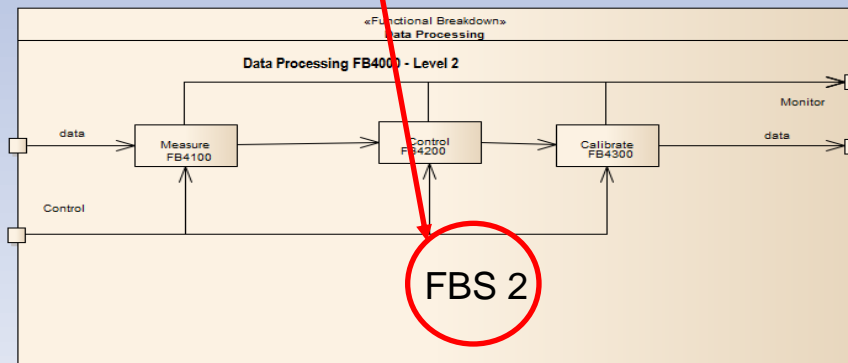 «Functional Breakdown»
Data Processing
Data Processing FB4000 - Level 2
Monitor
data
Measure
FB4100
Control
FB4200
Calibrate
FB4300
data
Control
FBS 2